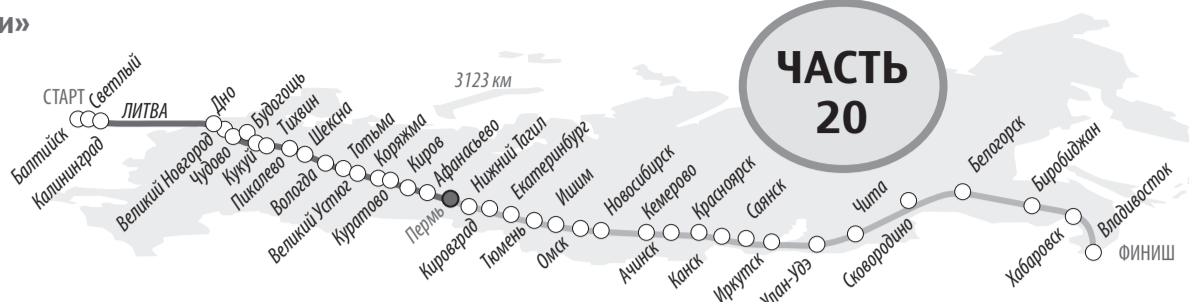 и»
ЧАСТЬ
20
3123 км
СТАРТ
Балтийск
Светлый
Калининград
ЛИТВА
Дно
Великий Новгород
Чудово
Будогощь
Кукуй
Тихвин
Пикалево
Шексна
Вологда
Тотьма
Великий Устюг
Коряжма
Куратово
Киров
Афанасьево
Пермь
Нижний Тагил
Кировград
Екатеринбург
Тюмень
Ишим
Омск
Новосибирск
Ачинск
Кемерово
Канск
Красноярск
Иркутск
Саянск
Улан-Удэ
Чита
Сковородино
Белогорск
Биробиджан
Хабаровск
Владивосток
ФИНИШ